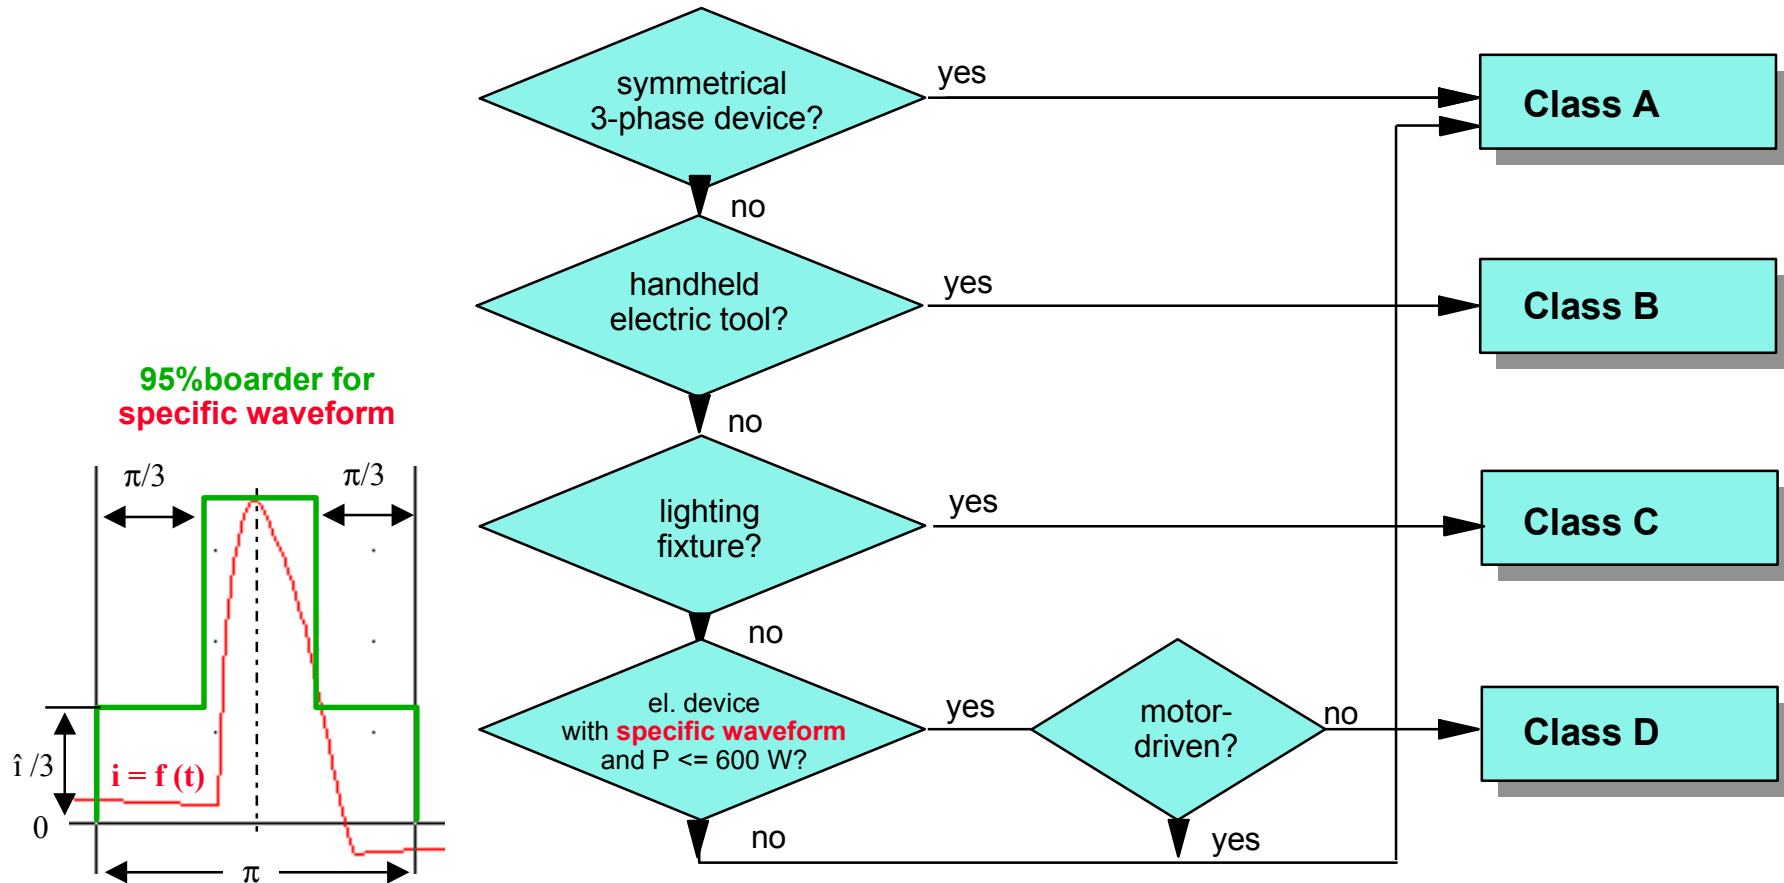 symmetrical
3-phase device?
yes
Class A
no
handheld
electric tool?
yes
Class B
no
lighting
fixture?
yes
Class C
no
el. device
with specific waveform
and P <= 600 W?
yes
motor-
driven?
no
Class D
no
yes
95%boarder for
specific waveform
π/3
π/3
î /3
i = f (t)
0
π